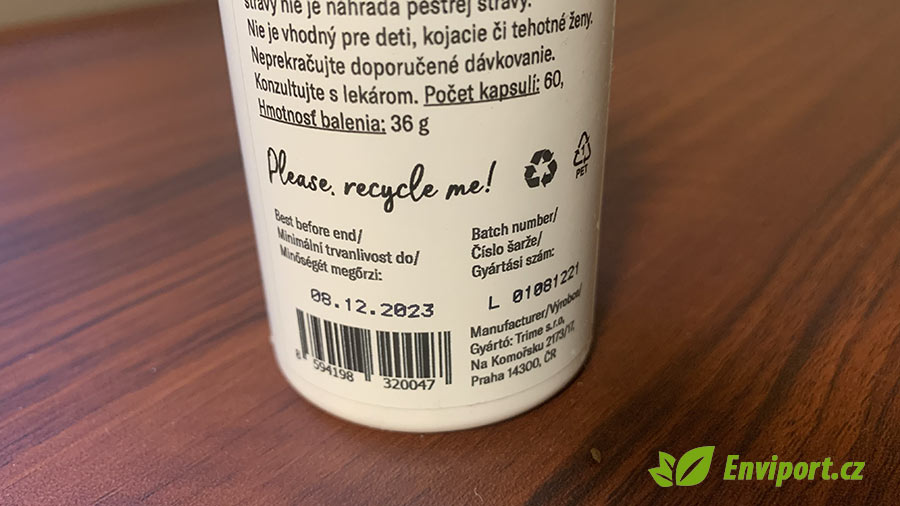 stravy nie je náhrada pestrej stravy.
Nie je vhodný pre deti, kojacie či tehotné ženy.
Neprekračujte doporučené dávkovanie.
Konzultujte s lekárom. Počet kapsulí: 60,
Hmotnosť balenia: 36 g
Please, recycle me!
1
PET
Best before end/
Minimální trvanlivost do/
Minőségét megőrzi:
08.12.2023
Batch number/
Číslo šarže/
Gyártási szám:
L 01081221
8 594198 320047
Manufacturer/Výrobce/
Gyártó: Trime s.r.o,
Na Komořsku 2173/17,
Praha 14300, ČR
Enviport.cz